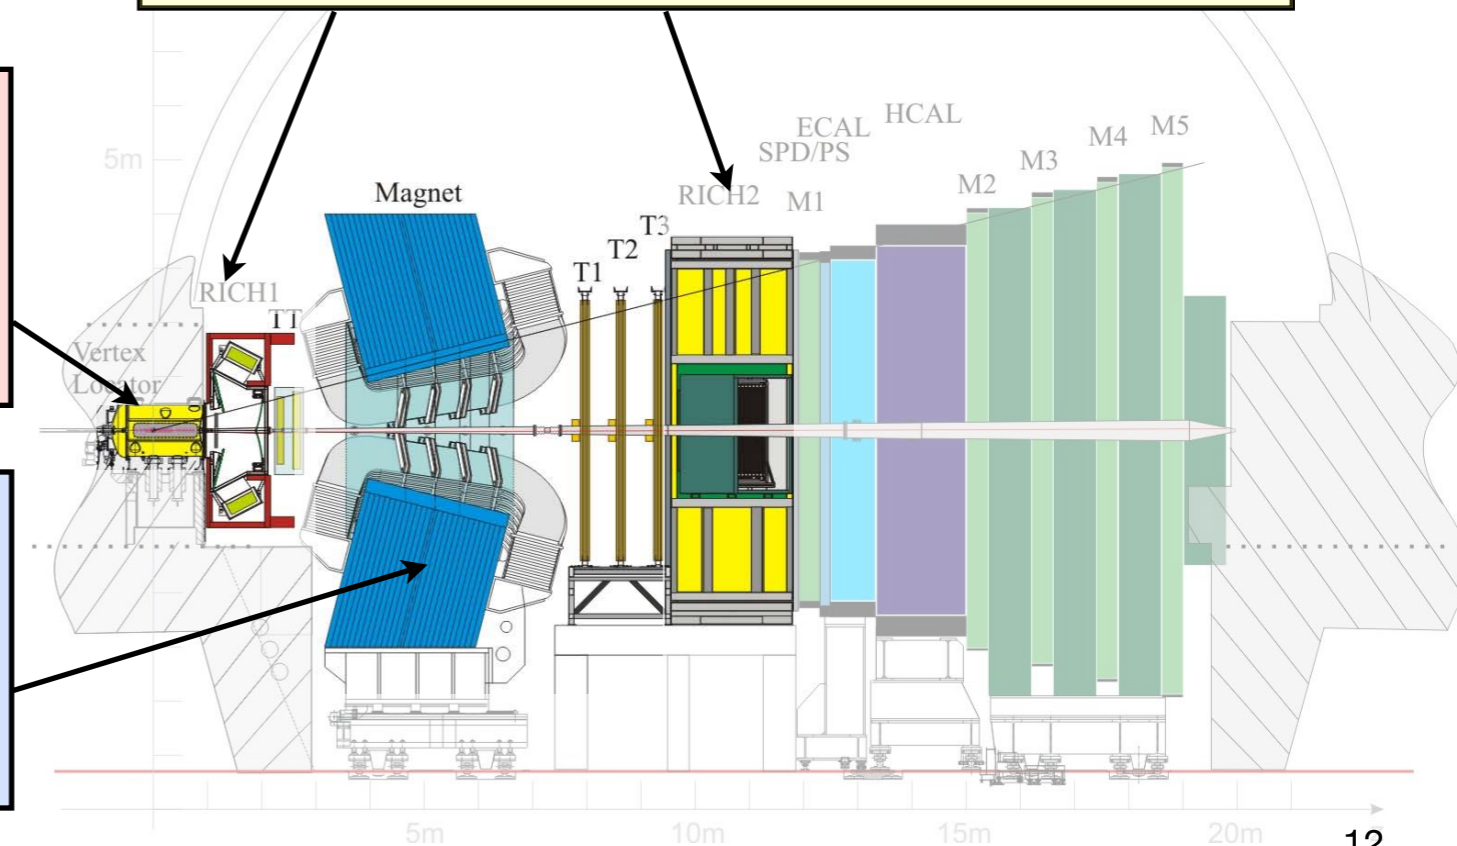 HCAL
ECAL
M5
M4
SPD/PS
M3
5m
M2
Magnet
RICH2
M1
T3
T2
T1
RICH1
TT
Vertex
Locator
5m
10m
15m
20m
12